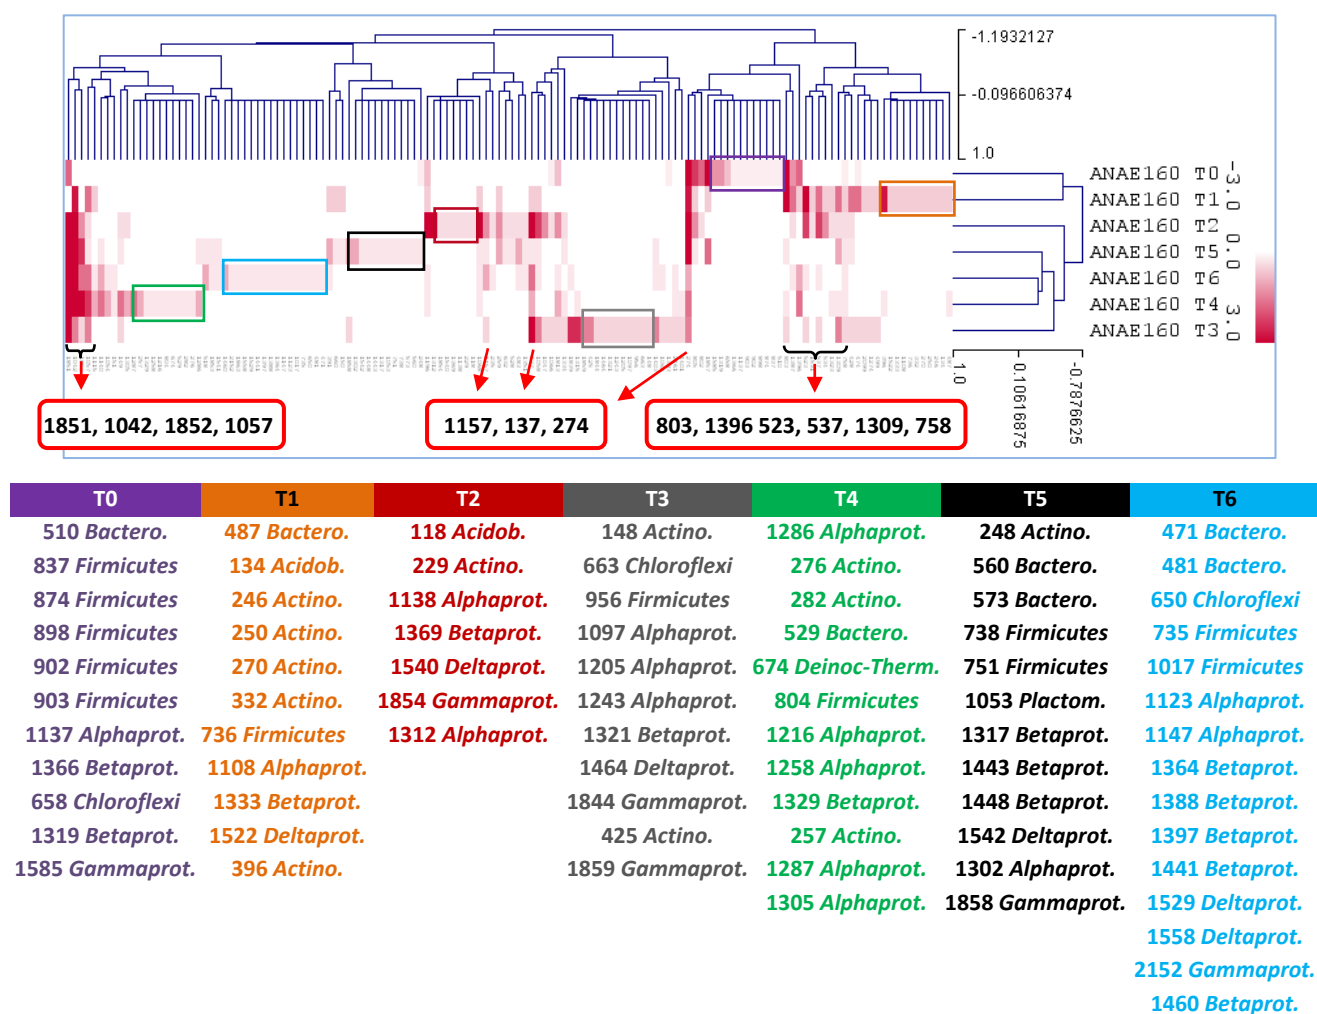 -1.1932127
-0.096606374
1.0
ANAE160 T0
ANAE160 T1
ANAE160 T2
ANAE160 T5
ANAE160 T6
ANAE160 T4
ANAE160 T3
-3.0 0.0 3.0
1.0
-0.10616875
-0.7876625
1851, 1042, 1852, 1057
1157, 137, 274
803, 1396 523, 537, 1309, 758
T0 T1 T2 T3 T4 T5 T6
510 Bactero. 487 Bactero. 118 Acidob. 148 Actino. 1286 Alphaprot. 248 Actino. 471 Bactero.
837 Firmicutes 134 Acidob. 229 Actino. 663 Chloroflexi 276 Actino. 560 Bactero. 481 Bactero.
874 Firmicutes 246 Actino. 1138 Alphaprot. 956 Firmicutes 282 Actino. 573 Bactero. 650 Chloroflexi
898 Firmicutes 250 Actino. 1369 Betaprot. 1097 Alphaprot. 529 Bactero. 738 Firmicutes 735 Firmicutes
902 Firmicutes 270 Actino. 1540 Deltaprot. 1205 Alphaprot. 674 Deinoc-Therm. 751 Firmicutes 1017 Firmicutes
903 Firmicutes 332 Actino. 1854 Gammaprot. 1243 Alphaprot. 804 Firmicutes 1053 Plactom. 1123 Alphaprot.
1137 Alphaprot. 736 Firmicutes 1312 Alphaprot. 1321 Betaprot. 1216 Alphaprot. 1317 Betaprot. 1147 Alphaprot.
1366 Betaprot. 1108 Alphaprot. 1464 Deltaprot. 1258 Alphaprot. 1443 Betaprot. 1364 Betaprot.
658 Chloroflexi 1333 Betaprot. 1844 Gammaprot. 1329 Betaprot. 1448 Betaprot. 1388 Betaprot.
1319 Betaprot. 1522 Deltaprot. 425 Actino. 257 Actino. 1542 Deltaprot. 1397 Betaprot.
1585 Gammaprot. 396 Actino. 1859 Gammaprot. 1287 Alphaprot. 1302 Alphaprot. 1441 Betaprot.
1305 Alphaprot. 1858 Gammaprot. 1529 Deltaprot.
1558 Deltaprot.
2152 Gammaprot.
1460 Betaprot.